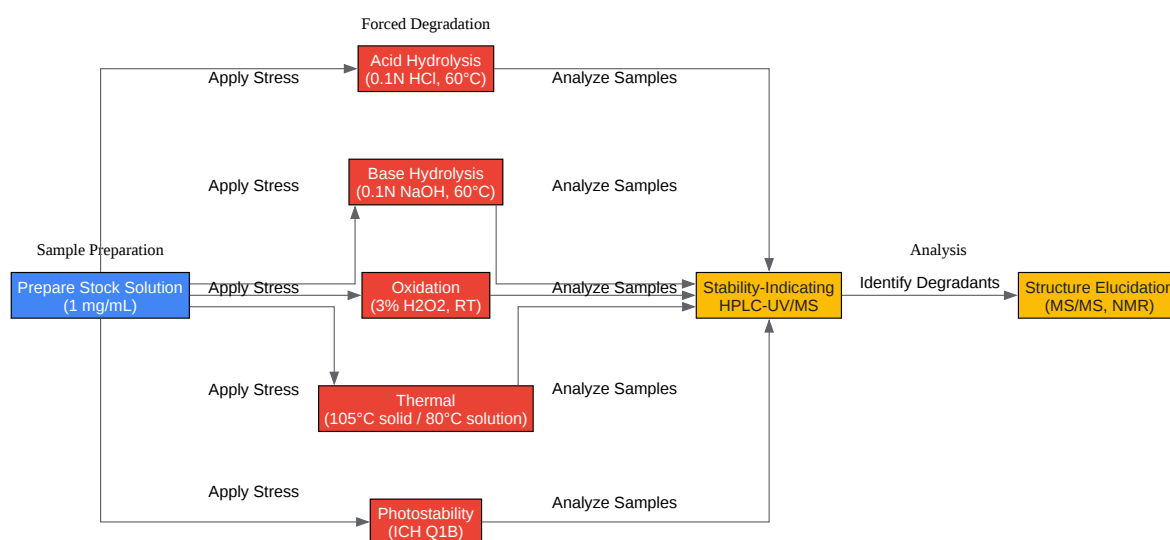 Forced Degradation
Acid Hydrolysis
(0.1N HCl, 60°C)
Apply Stress
Analyze Samples
Base Hydrolysis
(0.1N NaOH, 60°C)
Apply Stress
Analyze Samples
Sample Preparation
Analysis
Prepare Stock Solution
(1 mg/mL)
Apply Stress
Oxidation
(3% H2O2, RT)
Analyze Samples
Stability-Indicating
HPLC-UV/MS
Identify Degradants
Structure Elucidation
(MS/MS, NMR)
Apply Stress
Thermal
(105°C solid / 80°C solution)
Analyze Samples
Apply Stress
Photostability
(ICH Q1B)
Analyze Samples